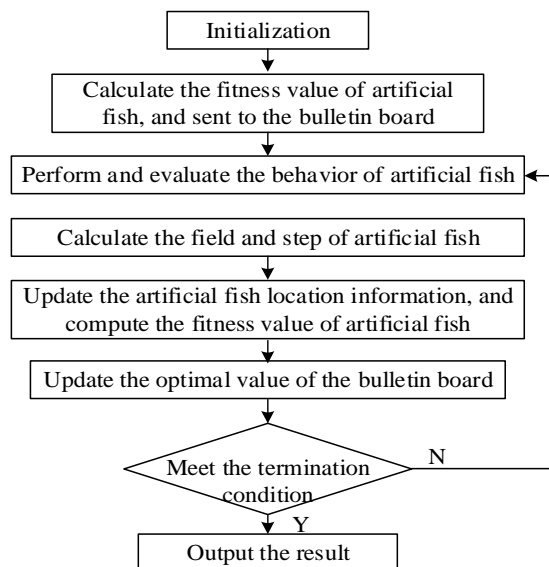 Initialization
Calculate the fitness value of artificial
fish, and sent to the bulletin board
Perform and evaluate the behavior of artificial fish
Calculate the field and step of artificial fish
Update the artificial fish location information, and
compute the fitness value of artificial fish
Update the optimal value of the bulletin board
Meet the termination
condition
N
Y
Output the result